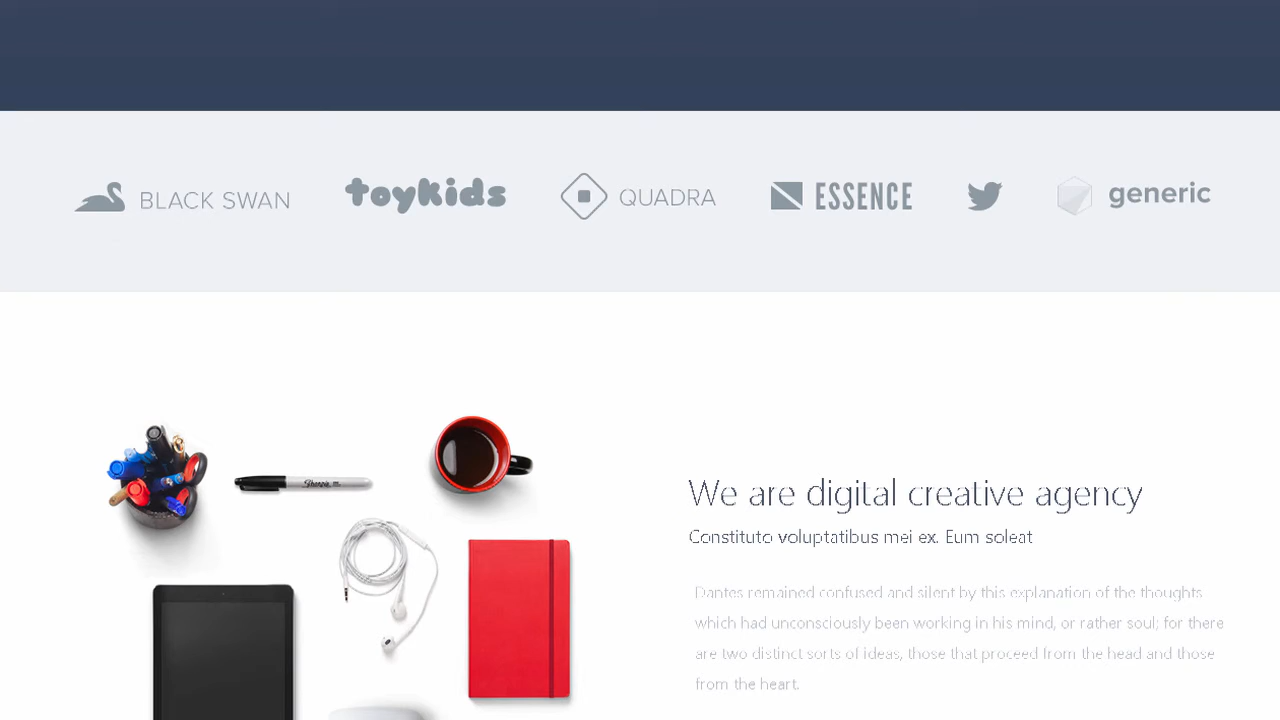 BLACK SWAN
toykids
QUADRA
ESSENCE
generic
Sharpie
We are digital creative agency
Constituto voluptatibus mei ex. Eum soleat
Dantes remained confused and silent by this explanation of the thoughts
which had unconsciously been working in his mind, or rather soul; for there
are two distinct sorts of ideas, those that proceed from the head and those
from the heart.